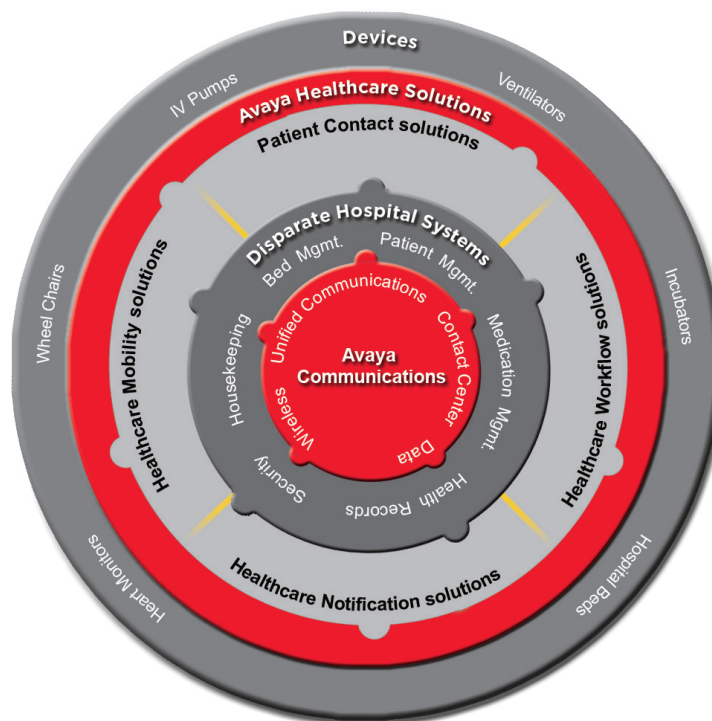 Devices
IV Pumps
Ventilators
Wheel Chairs
Incubators
Heart Monitors
Hospital Beds
Avaya Healthcare Solutions
Patient Contact solutions
Healthcare Mobility solutions
Healthcare Workflow solutions
Healthcare Notification solutions
Disparate Hospital Systems
Bed Mgmt.
Patient Mgmt.
Housekeeping
Medication Mgmt.
Security
Health Records
Unified Communications
Contact Center
Wireless
Data
Avaya
Communications